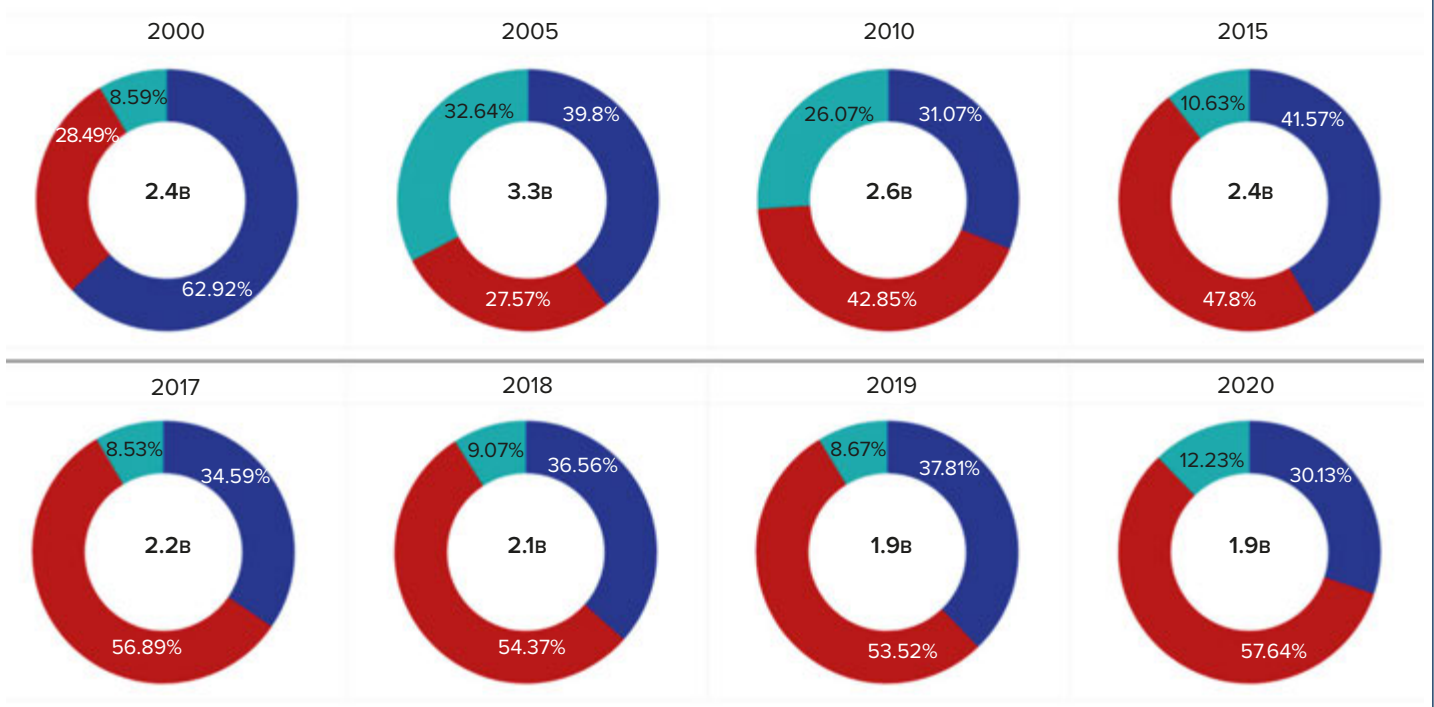 2000 2005 2010 2015
8.59% 32.64% 39.8% 26.07% 31.07% 10.63% 41.57%
28.49%
2.4B 3.3B 2.6B 2.4B
62.92% 27.57% 42.85% 47.8%
2017 2018 2019 2020
8.53% 34.59% 9.07% 36.56% 8.67% 37.81% 12.23% 30.13%
2.2B 2.1B 1.9B 1.9B
56.89% 54.37% 53.52% 57.64%